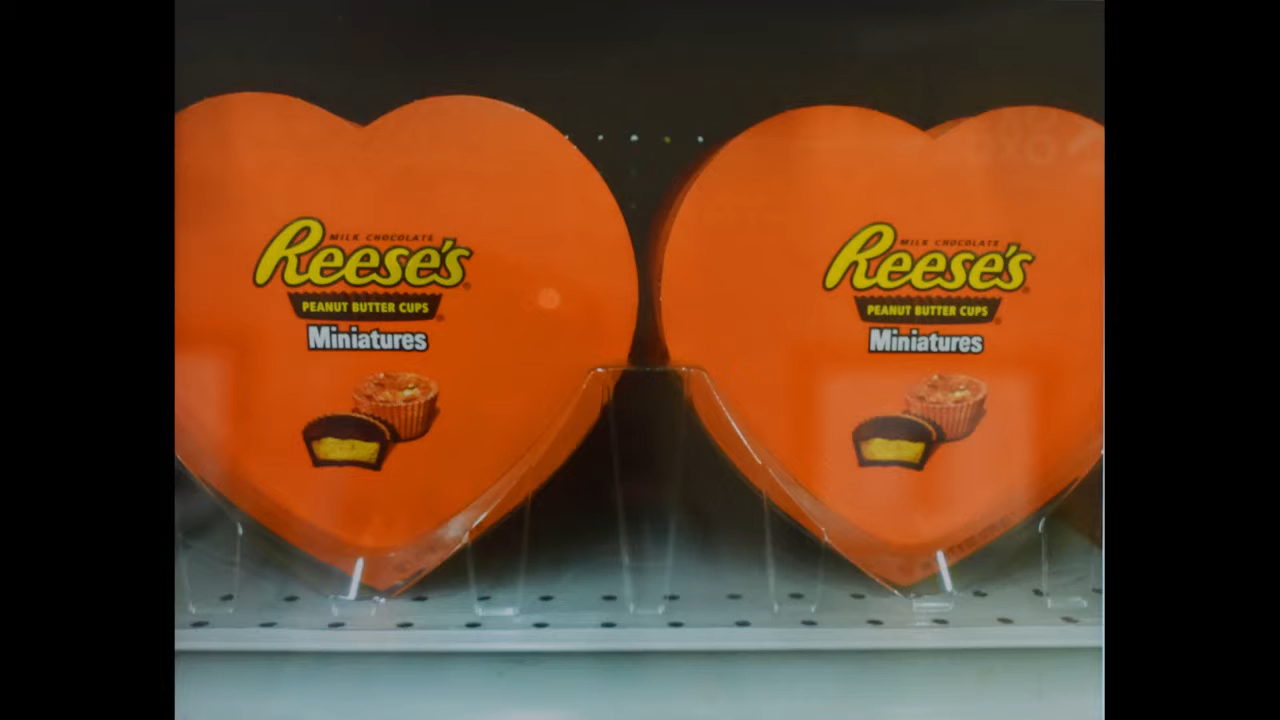 MILK CHOCOLATE
Reese's
PEANUT BUTTER CUPS
Miniatures
MILK CHOCOLATE
Reese's
PEANUT BUTTER CUPS
Miniatures